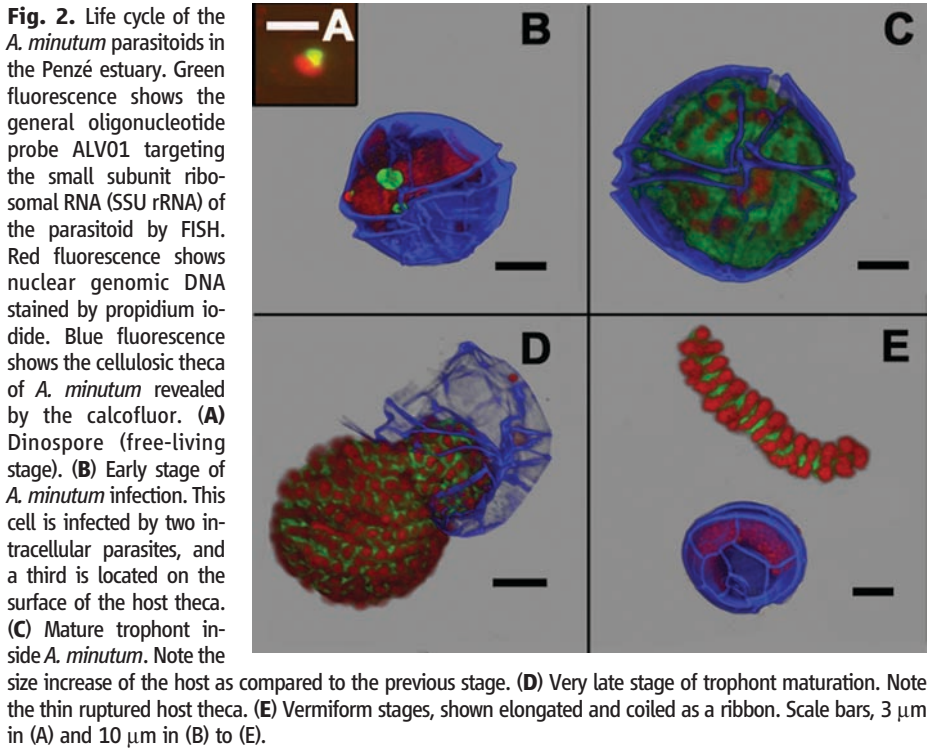 Fig. 2. Life cycle of the
A. minutum parasitoids in
the Penzé estuary. Green
fluorescence shows the
general oligonucleotide
probe ALV01 targeting
the small subunit ribo-
somal RNA (SSU rRNA) of
the parasitoid by FISH.
Red fluorescence shows
nuclear genomic DNA
stained by propidium io-
dide. Blue fluorescence
shows the cellulosic theca
of A. minutum revealed
by the calcofluor. (A)
Dinospore (free-living
stage). (B) Early stage of
A. minutum infection. This
cell is infected by two in-
tracellular parasites, and
a third is located on the
surface of the host theca.
(C) Mature trophont in-
side A. minutum. Note the
size increase of the host as compared to the previous stage. (D) Very late stage of trophont maturation. Note
the thin ruptured host theca. (E) Vermiform stages, shown elongated and coiled as a ribbon. Scale bars, 3 μm
in (A) and 10 μm in (B) to (E).
A
B
C
D
E